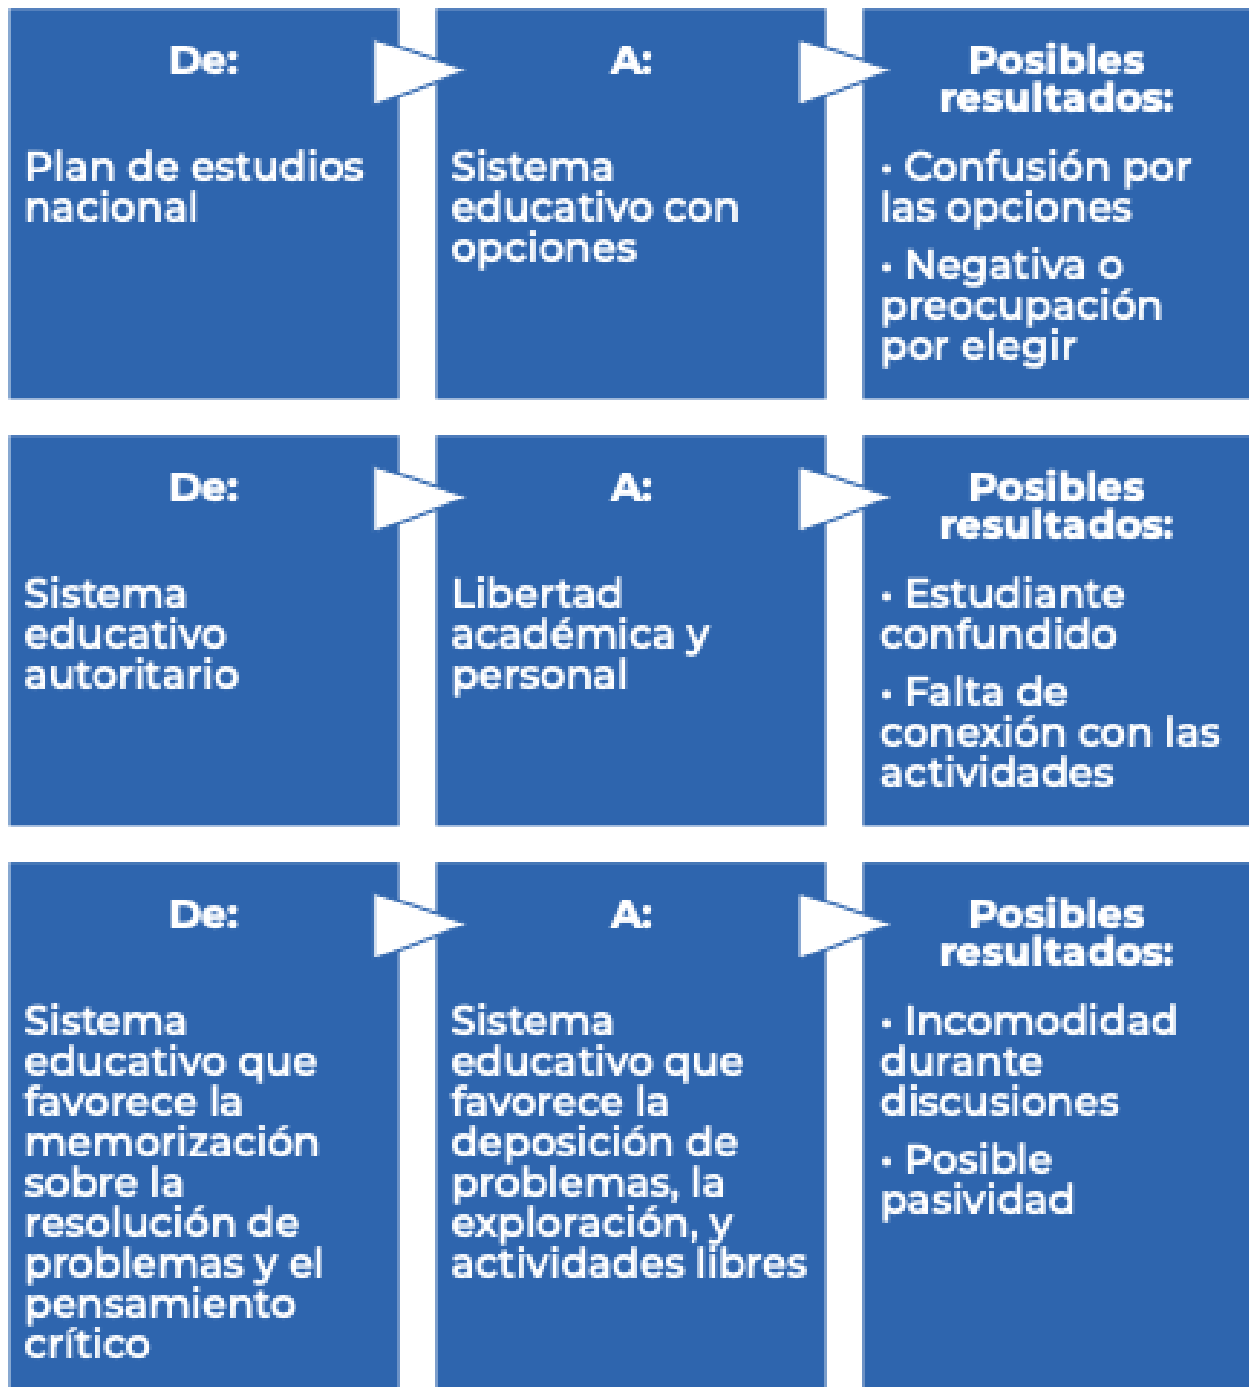 De:
Plan de estudios
nacional
A:
Sistema
educativo con
opciones
Posibles
resultados:
• Confusión por
las opciones
• Negativa o
preocupación
por elegir
De:
Sistema
educativo
autoritario
A:
Libertad
académica y
personal
Posibles
resultados:
• Estudiante
confundido
• Falta de
conexión con las
actividades
De:
Sistema
educativo que
favorece la
memorización
sobre la
resolución de
problemas y el
pensamiento
crítico
A:
Sistema
educativo que
favorece la
deposición de
problemas, la
exploración, y
actividades libres
Posibles
resultados:
• Incomodidad
durante
discusiones
• Posible
pasividad